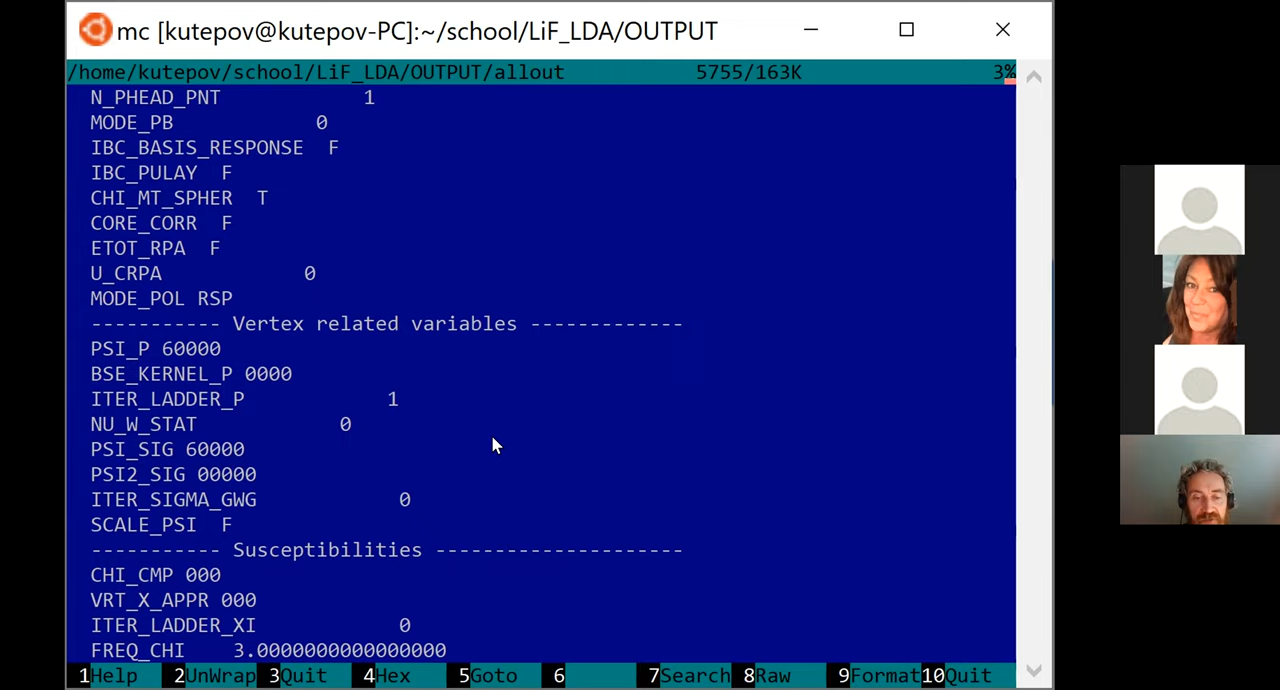 mc [kutepov@kutepov-PC]:~/school/LiF_LDA/OUTPUT
/home/kutepov/school/LiF_LDA/OUTPUT/allout 5755/163K 3%
N_PHEAD_PNT 1
MODE_PB 0
IBC_BASIS_RESPONSE F
IBC_PULAY F
CHI_MT_SPHER T
CORE_CORR F
ETOT_RPA F
U_CRPA 0
MODE_POL RSP
----------- Vertex related variables -------------
PSI_P 60000
BSE_KERNEL_P 0000
ITER_LADDER_P 1
NU_W_STAT 0
PSI_SIG 60000
PSI2_SIG 00000
ITER_SIGMA_GWG 0
SCALE_PSI F
----------- Susceptibilities ---------------------
CHI_CMP 000
VRT_X_APPR 000
ITER_LADDER_XI 0
FREQ_CHI 3.0000000000000000
1Help 2UnWrap 3Quit 4Hex 5Goto 6 7Search 8Raw 9Format 10Quit